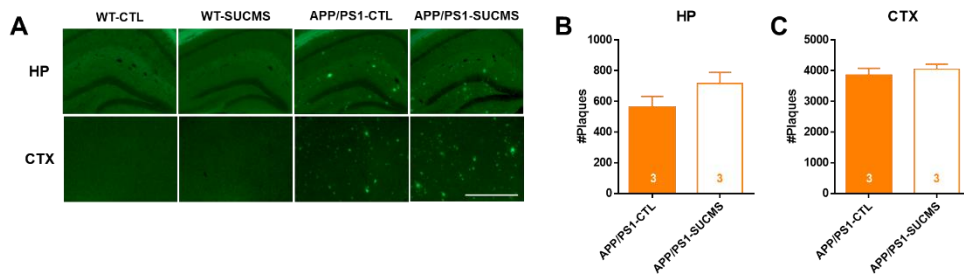 A
WT-CTL
WT-SUCMS
APP/PS1-CTL
APP/PS1-SUCMS
HP
CTX
B
HP
#Plaques
1000
800
600
400
200
0
3
3
APP/PS1-CTL
APP/PS1-SUCMS
C
CTX
#Plaques
5000
4000
3000
2000
1000
0
3
3
APP/PS1-CTL
APP/PS1-SUCMS